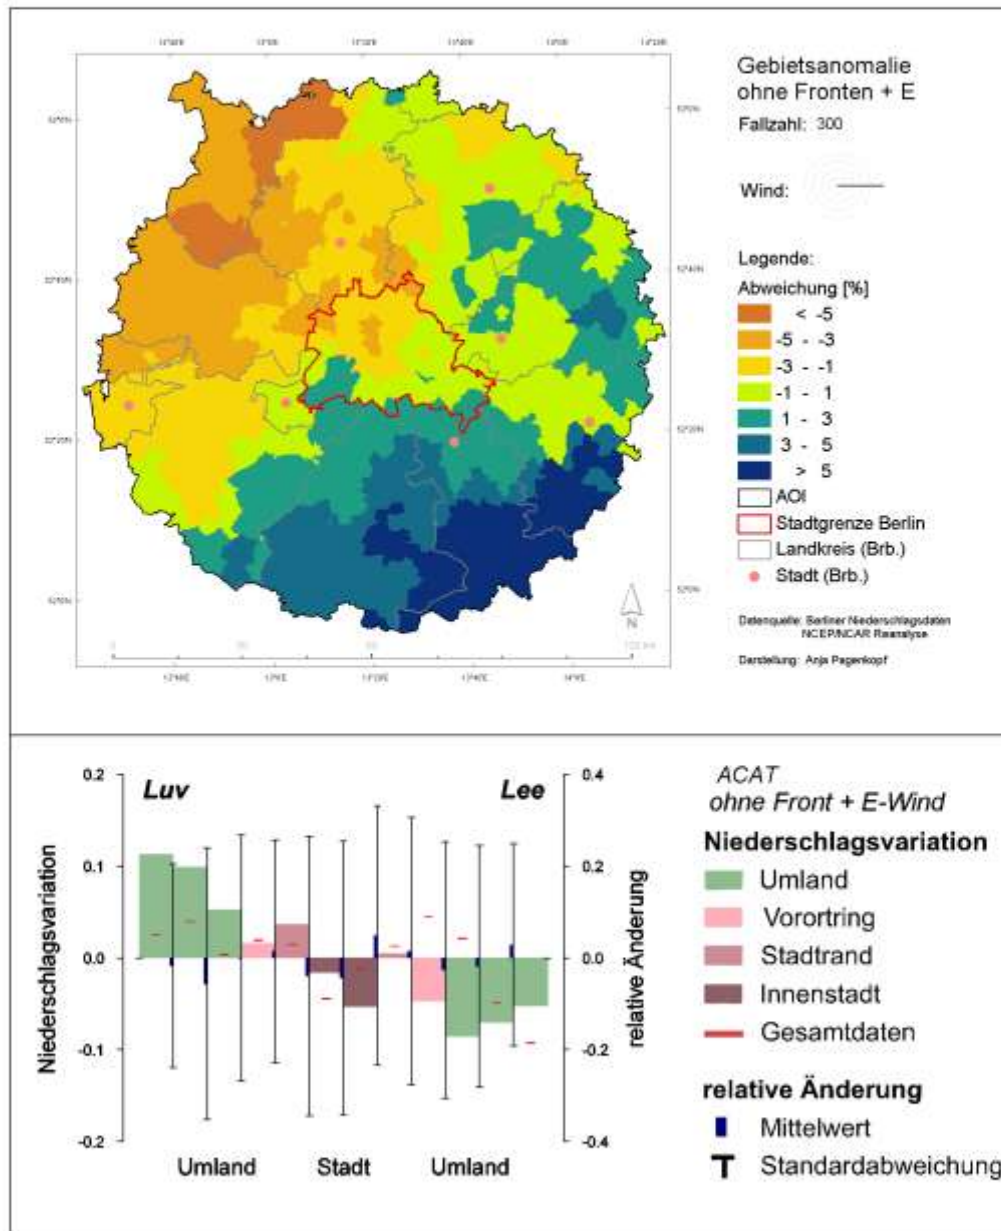 Gebietsanomalie
ohne Fronten + E
Fallzahl: 300
Wind:
Legende:
Abweichung [%]
< -5
-5 - -3
-3 - -1
-1 - 1
1 - 3
3 - 5
> 5
AOI
Stadtgrenze Berlin
Landkreis (Brb.)
Stadt (Brb.)
N
Datenquelle: Berliner Niederschlagsdaten
NCEP/NCAR Reanalyse
Darstellung: Anja Pagenkopf
Luv
Lee
0.2
0.1
0.0
-0.1
-0.2
Niederschlagsvariation
0.4
0.2
0.0
-0.2
-0.4
relative Änderung
Umland Stadt Umland
ACAT
ohne Front + E-Wind
Niederschlagsvariation
Umland
Vorortring
Stadtrand
Innenstadt
Gesamtdaten
relative Änderung
Mittelwert
Standardabweichung